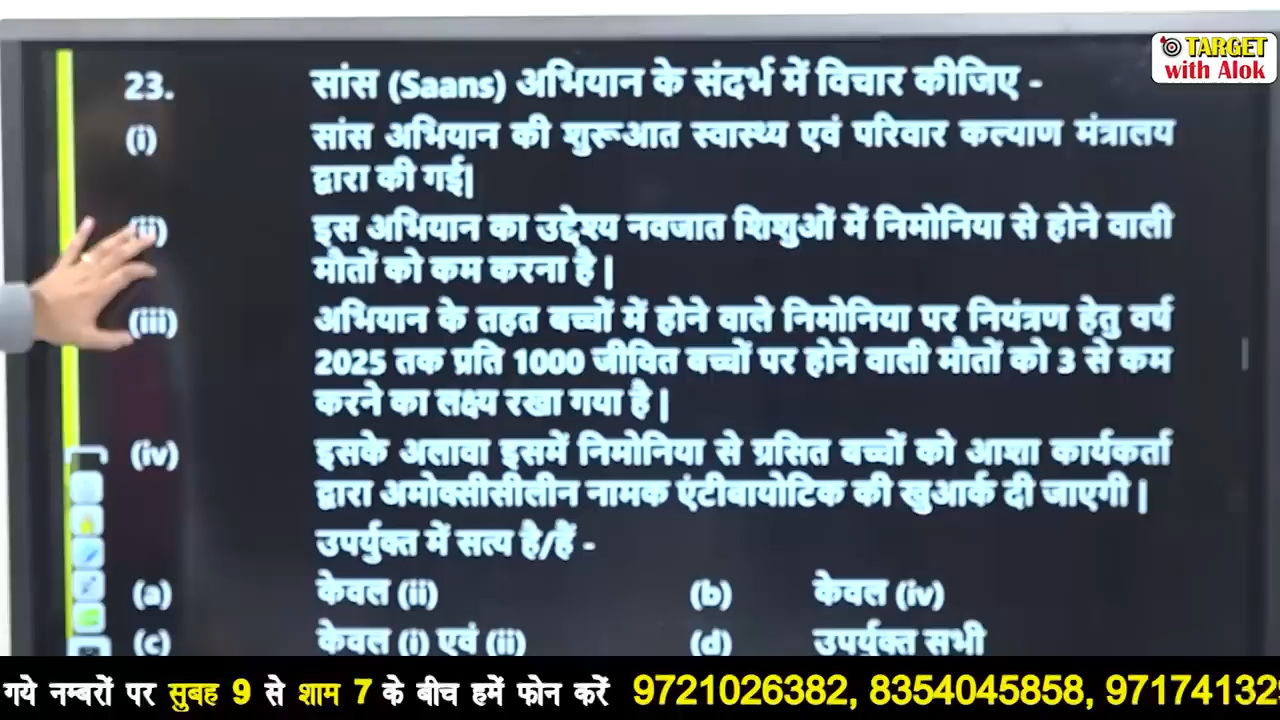 TARGET
with Alok
23. सांस (Saans) अभियान के संदर्भ में विचार कीजिए -
(i) सांस अभियान की शुरूआत स्वास्थ्य एवं परिवार कल्याण मंत्रालय
द्वारा की गई|
(ii) इस अभियान का उद्देश्य नवजात शिशुओं में निमोनिया से होने वाली
मौतों को कम करना है |
(iii) अभियान के तहत बच्चों में होने वाले निमोनिया पर नियंत्रण हेतु वर्ष
2025 तक प्रति 1000 जीवित बच्चों पर होने वाली मौतों को 3 से कम
करने का लक्ष्य रखा गया है |
(iv) इसके अलावा इसमें निमोनिया से ग्रसित बच्चों को आशा कार्यकर्ता
द्वारा अमोक्सीसीलीन नामक एंटीबायोटिक की खुआर्क दी जाएगी |
उपर्युक्त में सत्य है/हैं -
(a) केवल (ii) (b) केवल (iv)
(c) केवल (i) एवं (ii) (d) उपर्युक्त सभी
गये नम्बरों पर सुबह 9 से शाम 7 के बीच हमें फोन करें 9721026382, 8354045858, 971741329